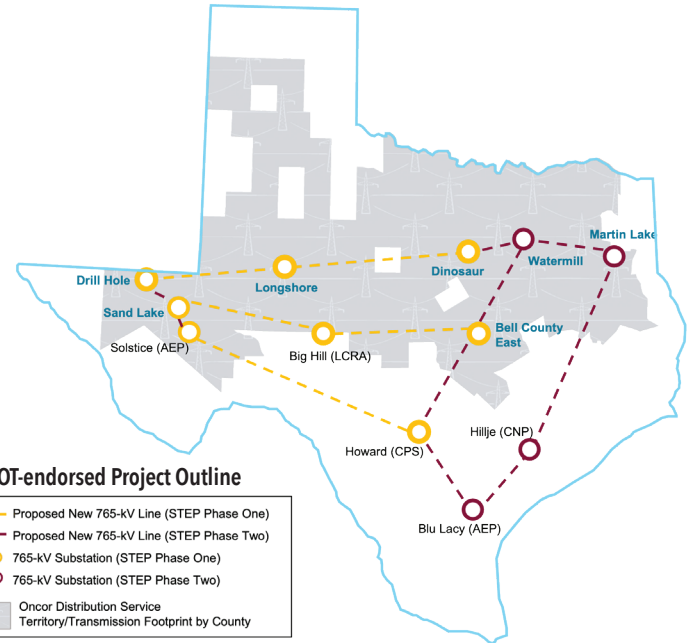 Martin Lake
Watermill
Dinosaur
Drill Hole
Longshore
Sand Lake
Bell County
East
Solstice (AEP)
Big Hill (LCRA)
Hillje (CNP)
Howard (CPS)
Blu Lacy (AEP)
OT-endorsed Project Outline
Proposed New 765-kV Line (STEP Phase One)
Proposed New 765-kV Line (STEP Phase Two)
765-kV Substation (STEP Phase One)
765-kV Substation (STEP Phase Two)
Oncor Distribution Service
Territory/Transmission Footprint by County